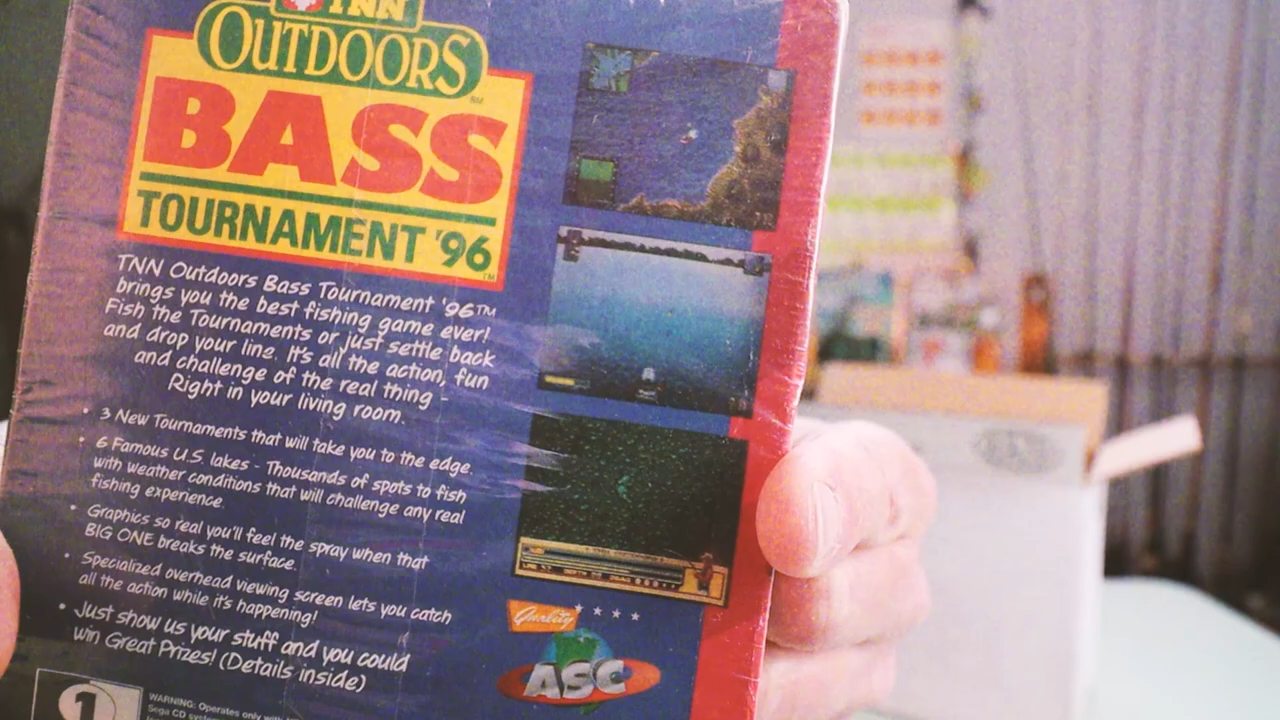 TNN
OUTDOORS
BASS
TOURNAMENT '96
TNN Outdoors Bass Tournament '96™
brings you the best fishing game ever!
Fish the Tournaments or just settle back
and drop your line. It's all the action, fun
and challenge of the real thing -
Right in your living room.
• 3 New Tournaments that will take you to the edge.
• 6 Famous U.S. lakes - Thousands of spots to fish
with weather conditions that will challenge any real
fishing experience.
• Graphics so real you'll feel the spray when that
BIG ONE breaks the surface.
• Specialized overhead viewing screen lets you catch
all the action while it's happening!
• Just show us your stuff and you could
win Great Prizes! (Details inside)
Quality
ASC
1
WARNING: Operates only with
Sega CD system